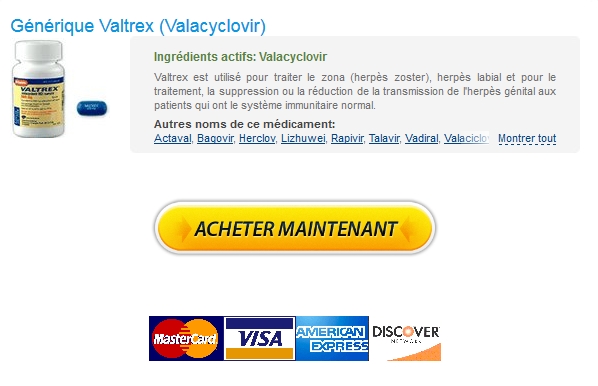 Générique Valtrex (Valacyclovir)
Ingrédients actifs: Valacyclovir
Valtrex est utilisé pour traiter le zona (herpès zoster), herpès labial et pour le
traitement, la suppression ou la réduction de la transmission de l'herpès génital aux
patients qui ont le système immunitaire normal.
Autres noms de ce médicament:
Actaval, Bagovir, Herclov, Lizhuwei, Rapivir, Talavir, Vadiral, Valaciclov Montrer tout
VALTREX
ACHETER MAINTENANT
MasterCard
VISA
AMERICAN EXPRESS
DISCOVER
NETWORK